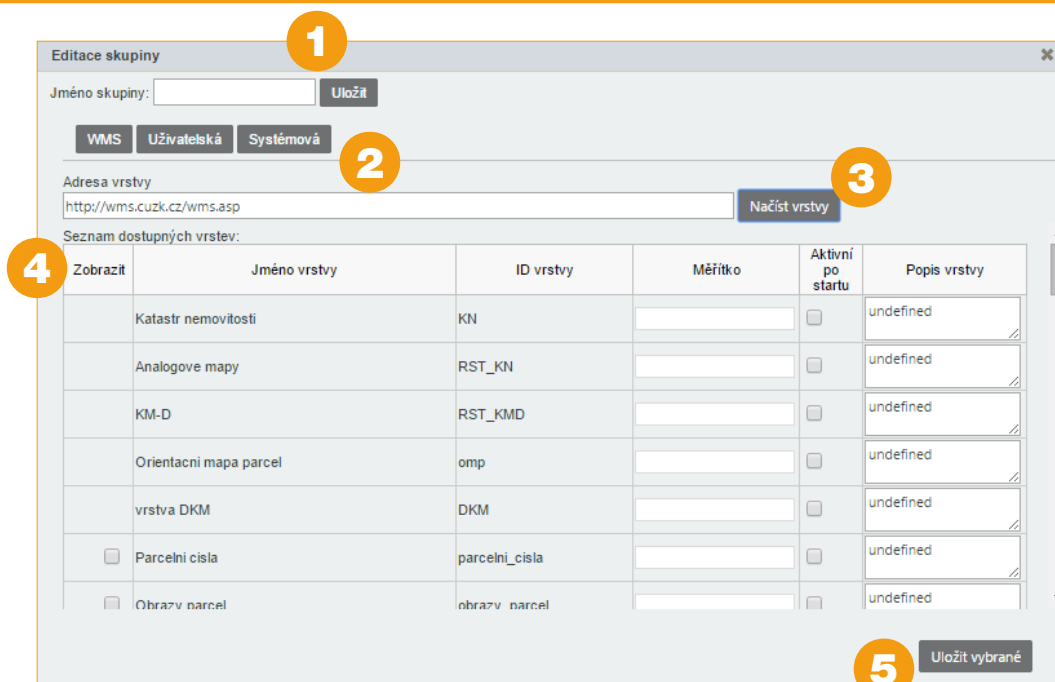 1
Editace skupiny
Jméno skupiny: Uložit
WMS Uživatelská Systémová
2
3
Adresa vrstvy
http://wms.cuzk.cz/wms.asp Načíst vrstvy
Seznam dostupných vrstev:
4
Zobrazit Jméno vrstvy ID vrstvy Měřítko Aktivní po startu Popis vrstvy
Katastr nemovitosti KN undefined
Analogove mapy RST_KN undefined
KM-D RST_KMD undefined
Orientacni mapa parcel omp undefined
vrstva DKM DKM undefined
Parcelni cisla parcelni_cisla undefined
Obrazy parcel obrazy_parcel undefined
5
Uložit vybrané